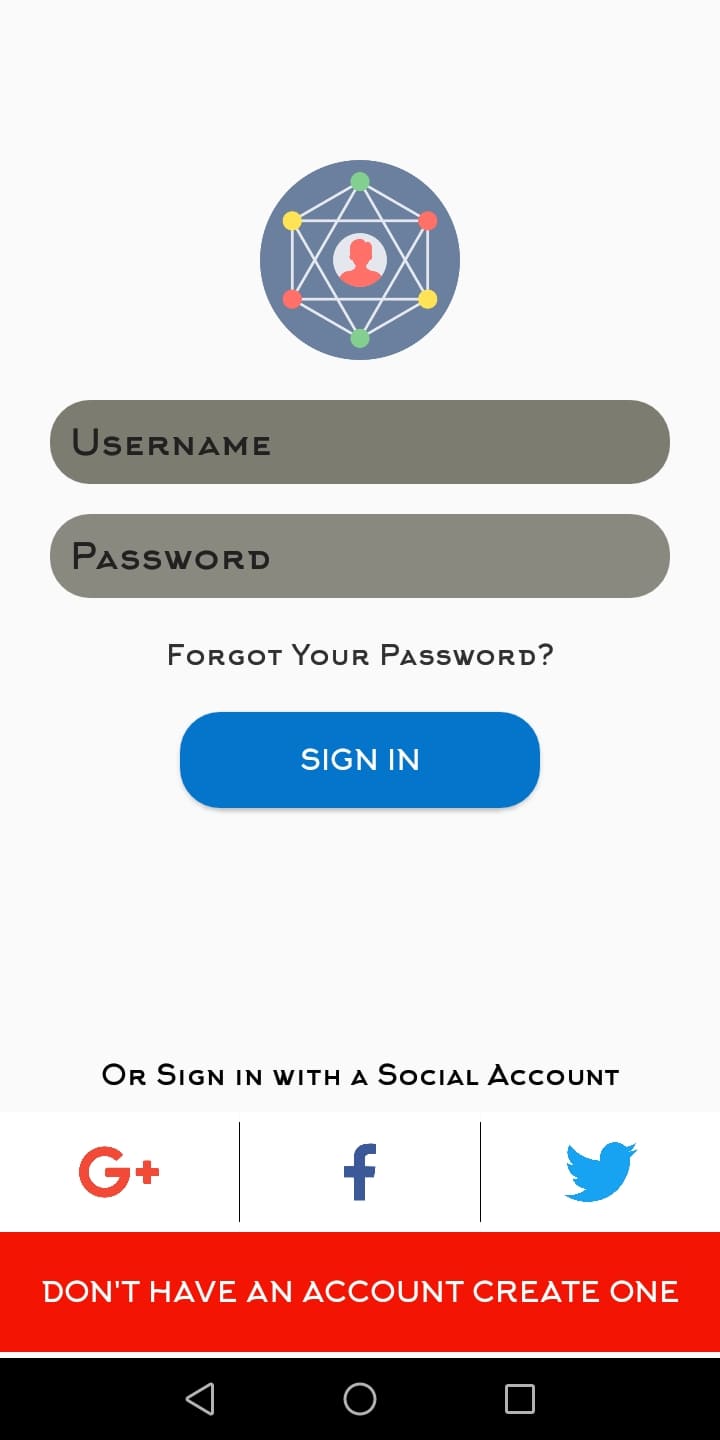 Username
Password
Forgot Your Password?
SIGN IN
Or Sign in with a Social Account
G+
DON'T HAVE AN ACCOUNT CREATE ONE